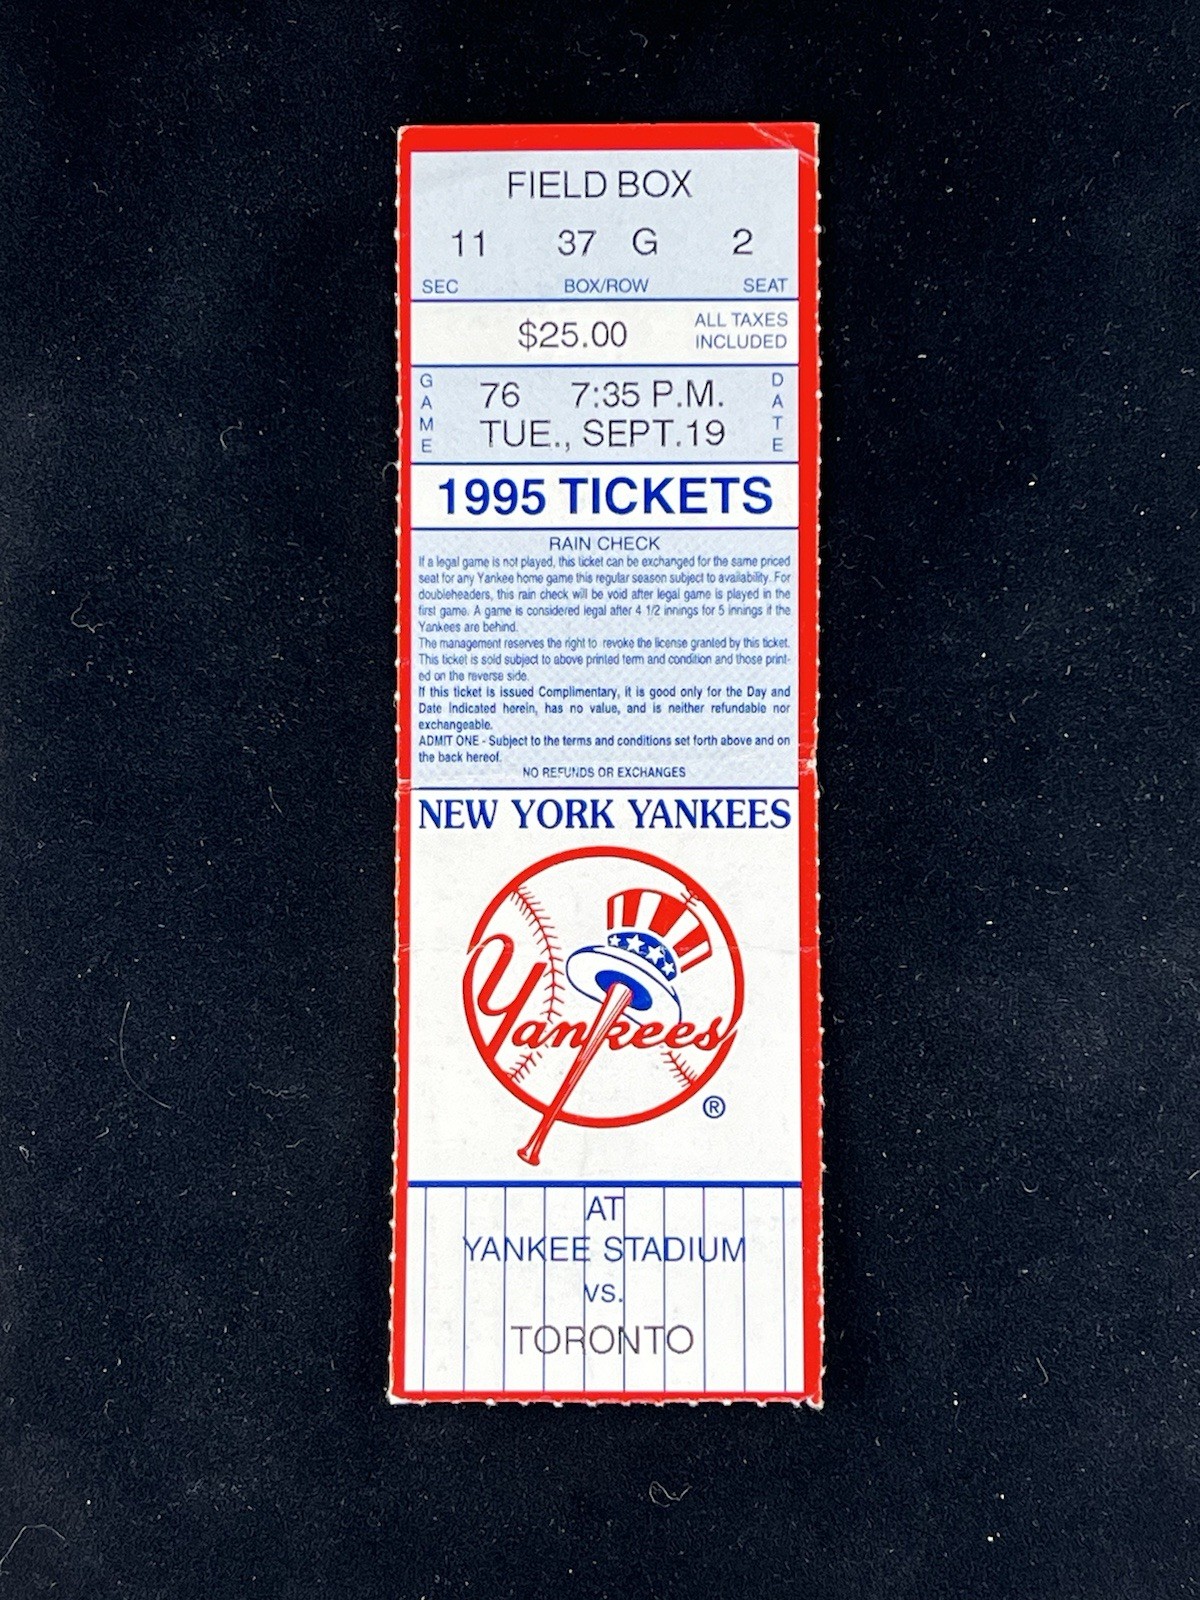 FIELD BOX
11 37 G 2
SEC BOX/ROW SEAT
$25.00 ALL TAXES INCLUDED
GAME 76 7:35 P.M. DATE
TUE., SEPT.19
1995 TICKETS
RAIN CHECK
If a legal game is not played, this ticket can be exchanged for the same priced
seat for any Yankee home game this regular season subject to availability. For
doubleheaders, this rain check will be void after legal game is played in the
first game. A game is considered legal after 4 1/2 innings for 5 innings if the
Yankees are behind.
The management reserves the right to revoke the license granted by this ticket.
This ticket is sold subject to above printed term and condition and those print-
ed on the reverse side.
If this ticket is issued Complimentary, it is good only for the Day and
Date Indicated herein, has no value, and is neither refundable nor
exchangeable.
ADMIT ONE - Subject to the terms and conditions set forth above and on
the back hereof.
NO REFUNDS OR EXCHANGES
NEW YORK YANKEES
Yankees
®
AT
YANKEE STADIUM
VS.
TORONTO